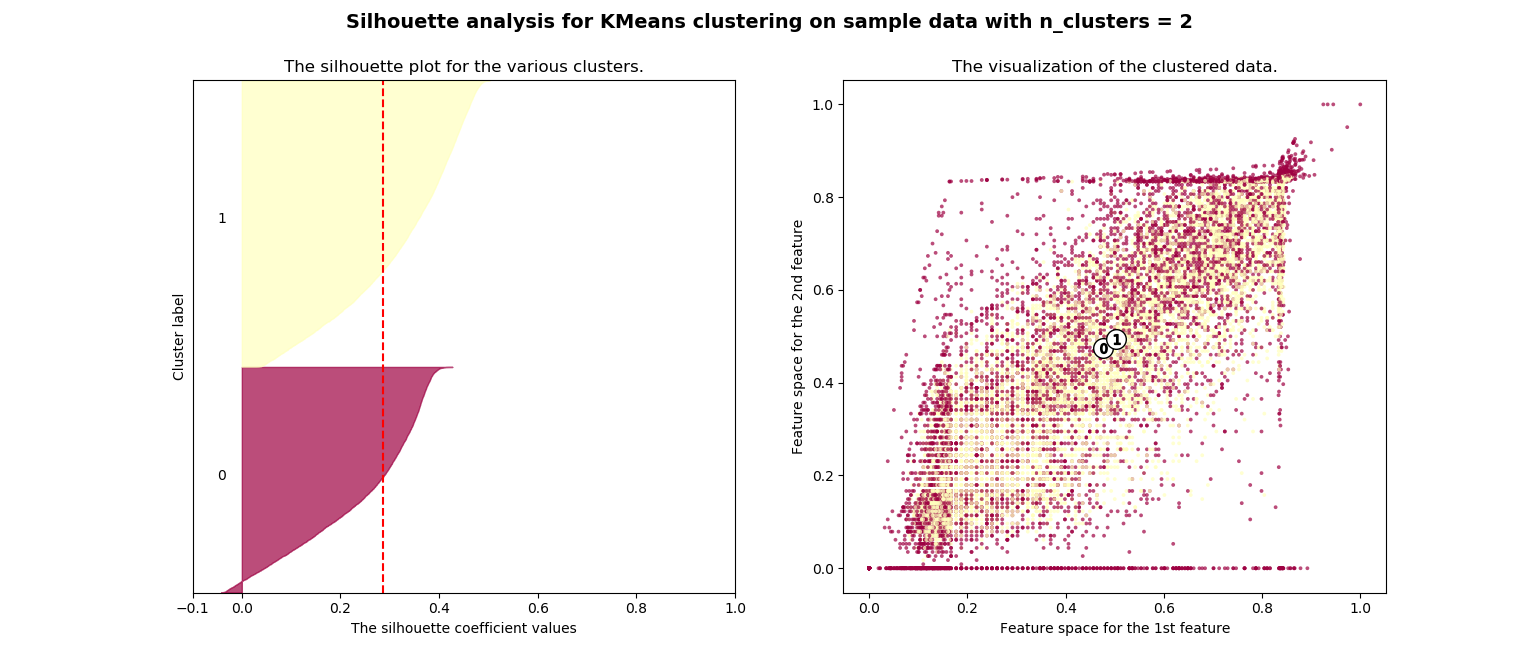 Silhouette analysis for KMeans clustering on sample data with n_clusters = 2
The silhouette plot for the various clusters.
Cluster label
1
0
−0.1 0.0 0.2 0.4 0.6 0.8 1.0
The silhouette coefficient values
The visualization of the clustered data.
Feature space for the 2nd feature
1.0
0.8
0.6
0.4
0.2
0.0
0 1
0.0 0.2 0.4 0.6 0.8 1.0
Feature space for the 1st feature